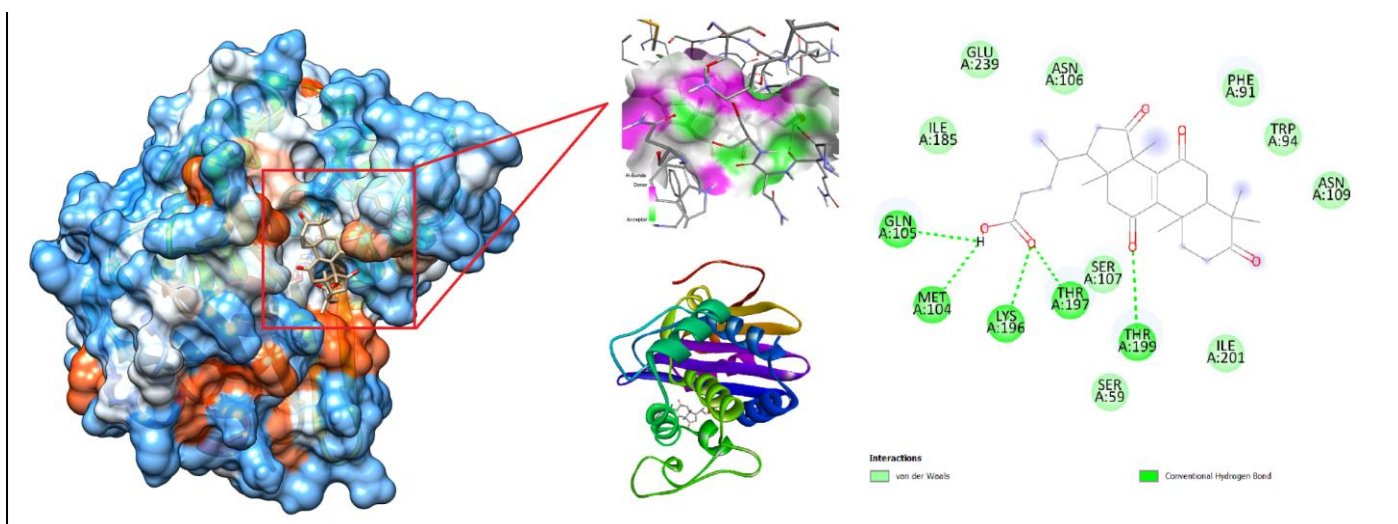 H-Bonds
Donor
Acceptor
GLU
A:239
ASN
A:106
PHE
A:91
ILE
A:185
TRP
A:94
ASN
A:109
GLN
A:105
MET
A:104
LYS
A:196
THR
A:197
SER
A:107
THR
A:199
ILE
A:201
SER
A:59
O
O
O
O
H
O
O
O
Interactions
van der Waals
Conventional Hydrogen Bond